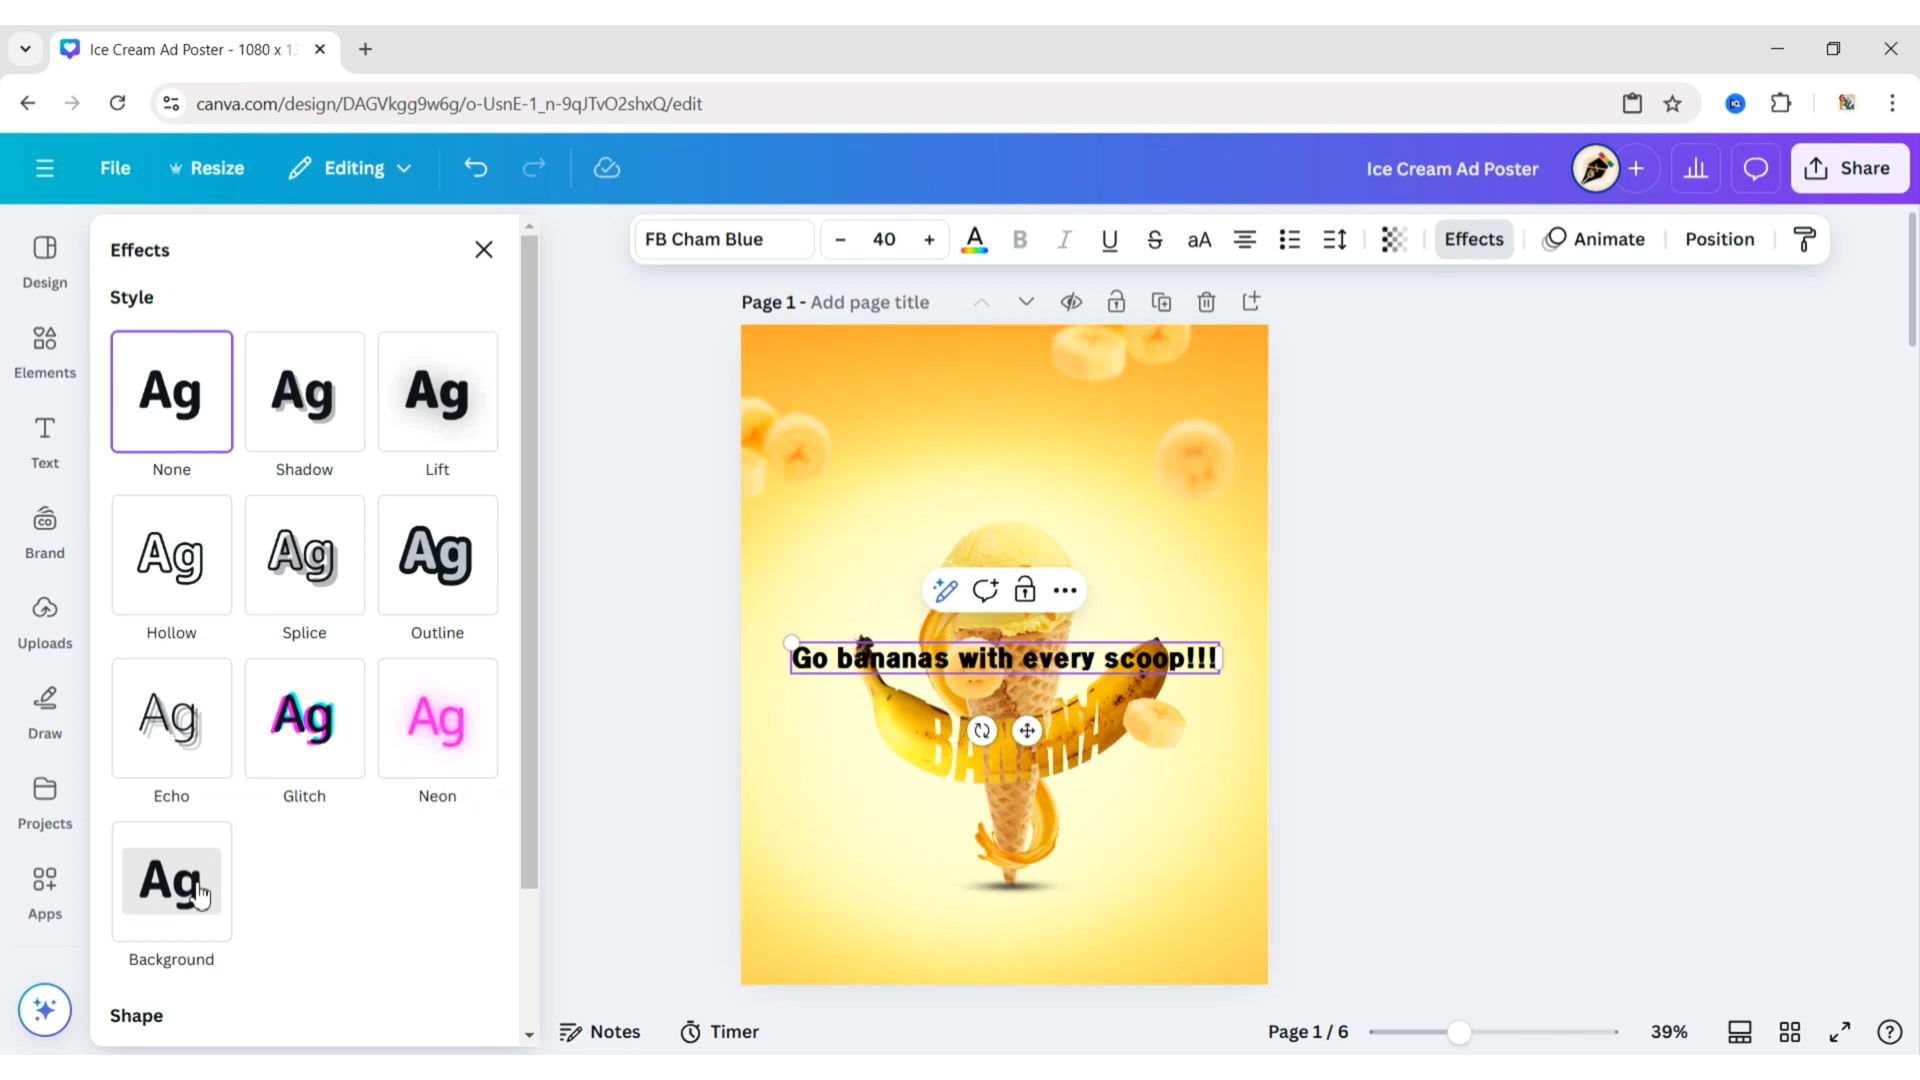 Ice Cream Ad Poster - 1080 x 13
canva.com/design/DAGVkgg9w6g/o-UsnE-1_n-9qJTvO2shxQ/edit
File
Resize
Editing
Ice Cream Ad Poster
Share
Design
Elements
Text
Brand
Uploads
Draw
Projects
Apps
Effects
Style
Ag Ag Ag
None Shadow Lift
Ag Ag Ag
Hollow Splice Outline
Ag Ag Ag
Echo Glitch Neon
Ag
Background
Shape
FB Cham Blue
– 40 +
A B I U S aA
Effects
Animate
Position
Page 1 - Add page title
Go bananas with every scoop!!!
BANANA
Notes
Timer
Page 1 / 6
39%